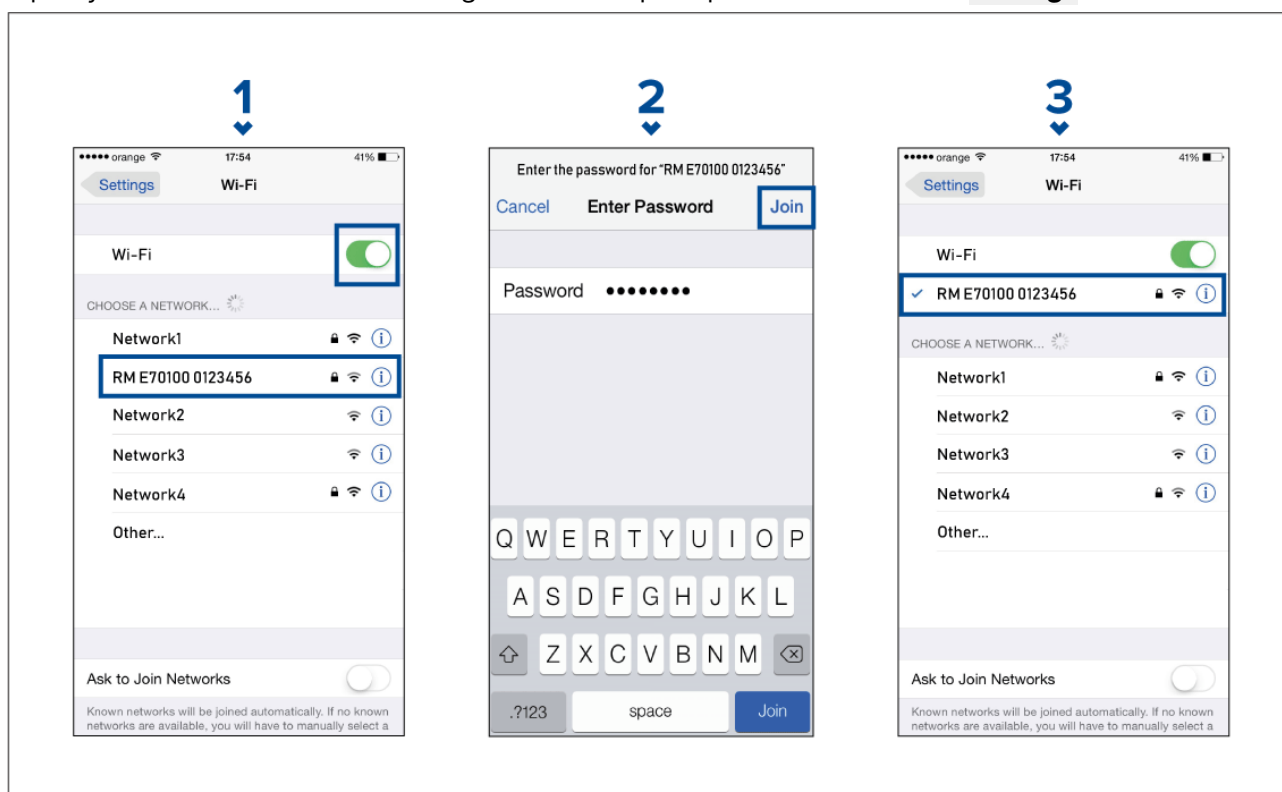 1
orange 17:54 41%
Settings Wi-Fi
Wi-Fi
CHOOSE A NETWORK...
Network1
RM E70100 0123456
Network2
Network3
Network4
Other...
Ask to Join Networks
Known networks will be joined automatically. If no known
networks are available, you will have to manually select a
2
Enter the password for “RM E70100 0123456”
Cancel Enter Password Join
Password ●●●●●●●●
Q W E R T Y U I O P
A S D F G H J K L
Z X C V B N M
.?123 space Join
3
orange 17:54 41%
Settings Wi-Fi
Wi-Fi
RM E70100 0123456
CHOOSE A NETWORK...
Network1
Network2
Network3
Network4
Other...
Ask to Join Networks
Known networks will be joined automatically. If no known
networks are available, you will have to manually select a